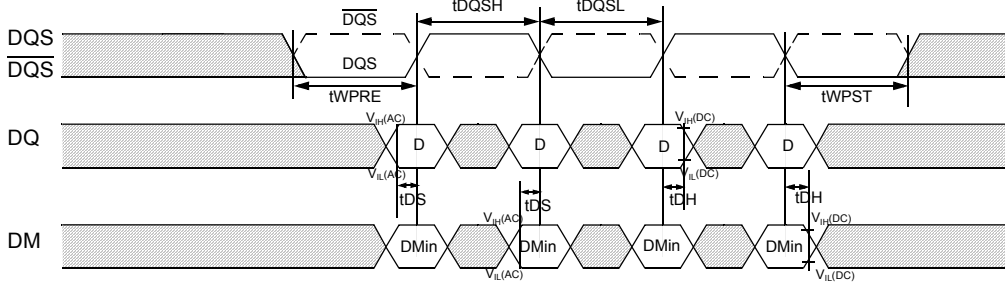 DQS tDQSH tDQSL
DQS
DQS
DQS
tWPRE tWPST
VIH(AC) VIH(DC)
DQ D D D D
VIL(AC) VIL(DC)
tDS tDS tDH tDH
VIH(AC) VIH(DC)
DM DMin DMin DMin DMin
VIL(AC) VIL(DC)